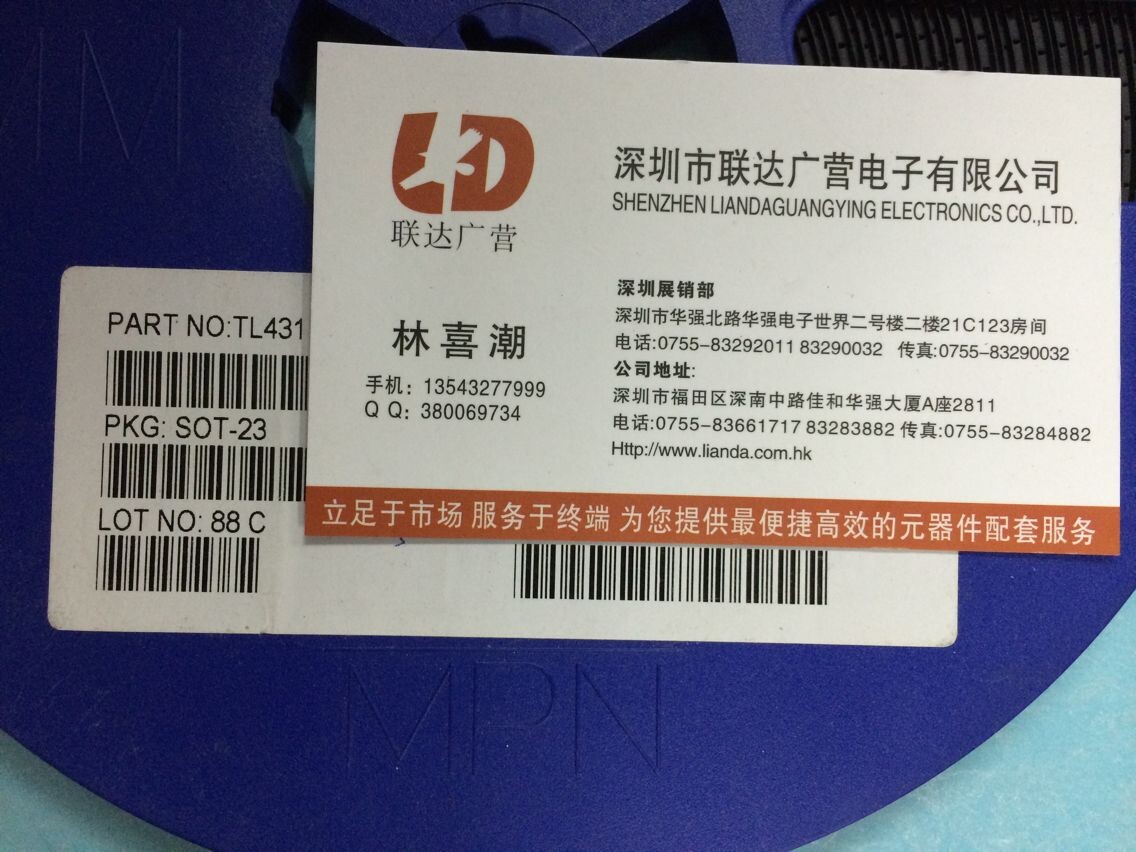 联达广营
深圳市联达广营电子有限公司
SHENZHEN LIANDAGUANGYING ELECTRONICS CO.,LTD.
林喜潮
手机：13543277999
Q Q：380069734
深圳展销部
深圳市华强北路华强电子世界二号楼二楼21C123房间
电话:0755-83292011 83290032 传真:0755-83290032
公司地址:
深圳市福田区深南中路佳和华强大厦A座2811
电话:0755-83661717 83283882 传真:0755-83284882
Http://www.lianda.com.hk
立足于市场 服务于终端 为您提供最便捷高效的元器件配套服务
PART NO:TL431
PKG: SOT-23
LOT NO: 88 C
MPN